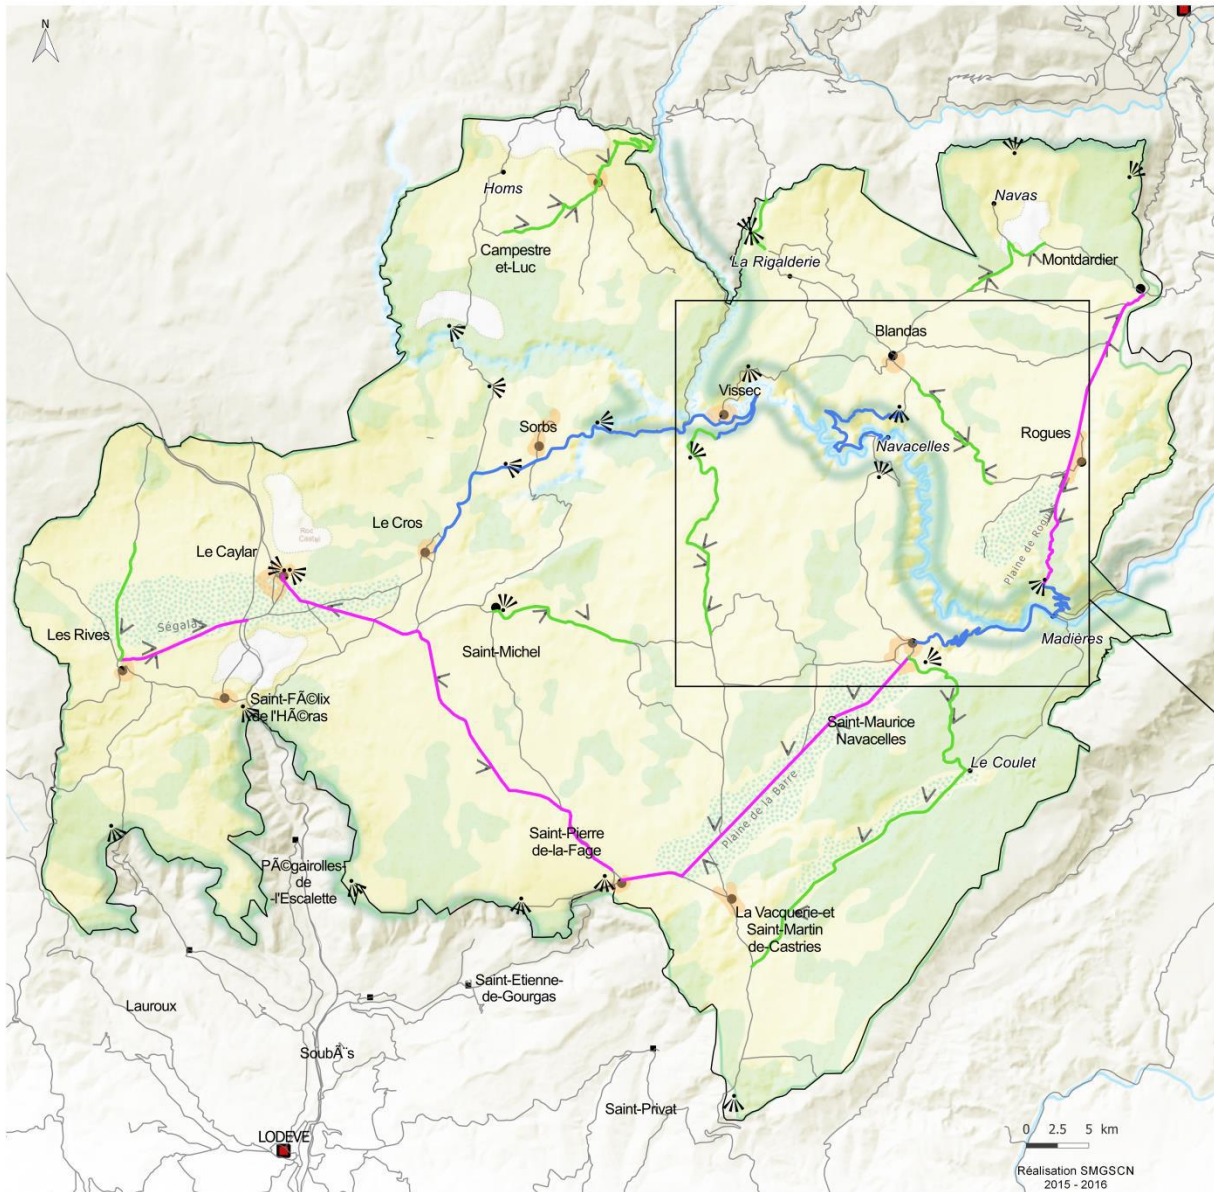 N
Homs
Navas
Campestre
et-Luc
La Rigalderie
Montdardier
Blandas
Vissec
Sorbs
Navacelles
Rogues
Le Cros
Roc
Castel
Le Caylar
Plaine de Rogues
Ségalas
Les Rives
Saint-Michel
Madières
Saint-FÃ©lix
de l'HÃ©ras
Saint-Maurice
Navacelles
Le Coulet
Plaine de la Barre
Saint-Pierre
de-la-Fage
PÃ©gairolles-
de
-l'Escalette
La Vacquerie-et
Saint-Martin
de-Castries
Saint-Etienne-
de-Gourgas
Lauroux
SoubÃ¨s
Saint-Privat
LODEVE
0 2.5 5 km
Réalisation SMGSCN
2015 - 2016